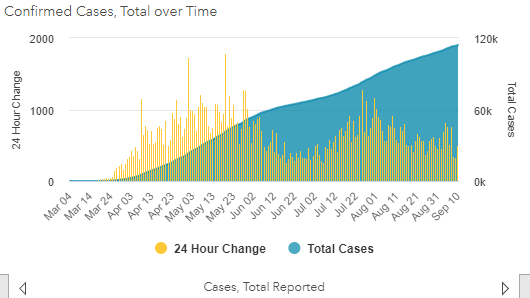 Confirmed Cases, Total over Time
2000
1000
0
24 Hour Change
120k
60k
0k
Total Cases
Mar 04
Mar 14
Mar 24
Apr 03
Apr 13
Apr 23
May 03
May 13
May 23
Jun 02
Jun 12
Jun 22
Jul 02
Jul 12
Jul 22
Aug 01
Aug 11
Aug 21
Aug 31
Sep 10
24 Hour Change
Total Cases
Cases, Total Reported